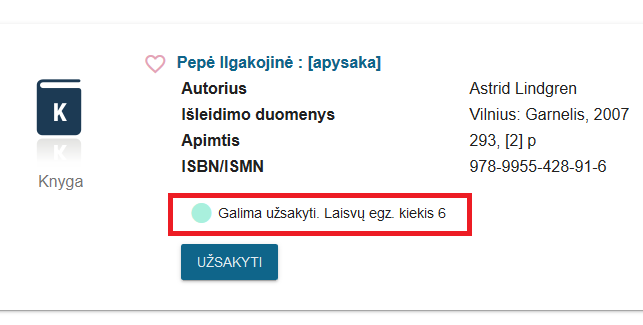 Pepė Ilgakojinė : [apysaka]
Autorius Astrid Lindgren
Išleidimo duomenys Vilnius: Garnelis, 2007
Apimtis 293, [2] p
ISBN/ISMN 978-9955-428-91-6
K
Knyga
Galima užsakyti. Laisvų egz. kiekis 6
UŽSAKYTI